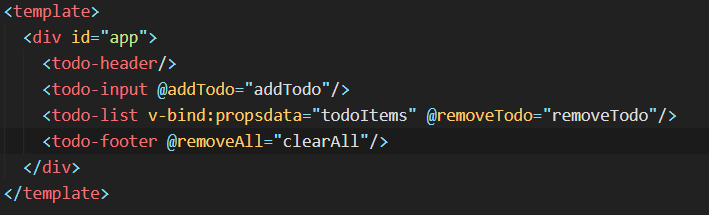 <template>
  <div id="app">
    <todo-header/>
    <todo-input @addTodo="addTodo"/>
    <todo-list v-bind:propsdata="todoItems" @removeTodo="removeTodo"/>
    <todo-footer @removeAll="clearAll"/>
  </div>
</template>